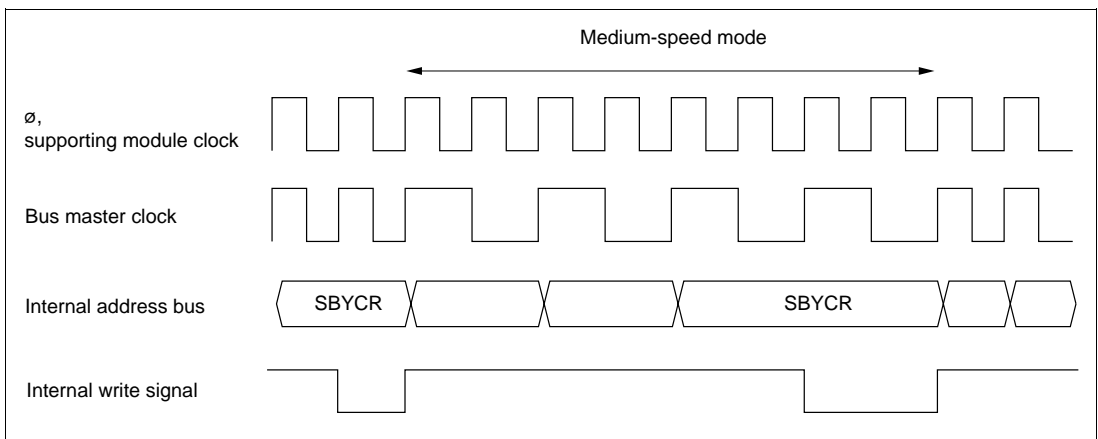 Medium-speed mode
ø,
supporting module clock
Bus master clock
Internal address bus
SBYCR
SBYCR
Internal write signal